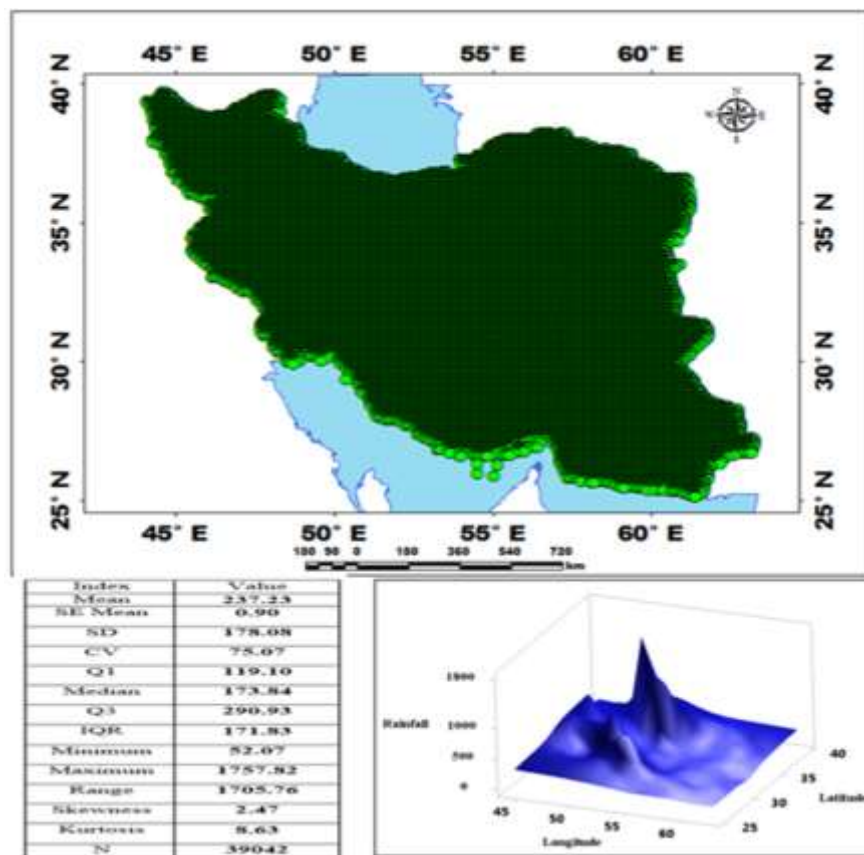 45° E 50° E 55° E 60° E
40° N 40° N
35° N 35° N
30° N 30° N
25° N 25° N
N
W E
S
45° E 50° E 55° E 60° E
180 90 0 180 360 540 720
km
Index Value
Mean 237.23
SE Mean 0.90
SD 178.08
CV 75.07
Q1 119.10
Median 173.84
Q3 290.93
IQR 171.83
Minimum 52.07
Maximum 1757.82
Range 1705.76
Skewness 2.47
Kurtosis 8.63
N 39042
1800
Rainfall 1000
500
0
45 50 55 60
Longitude
25 30 35 40
Latitude